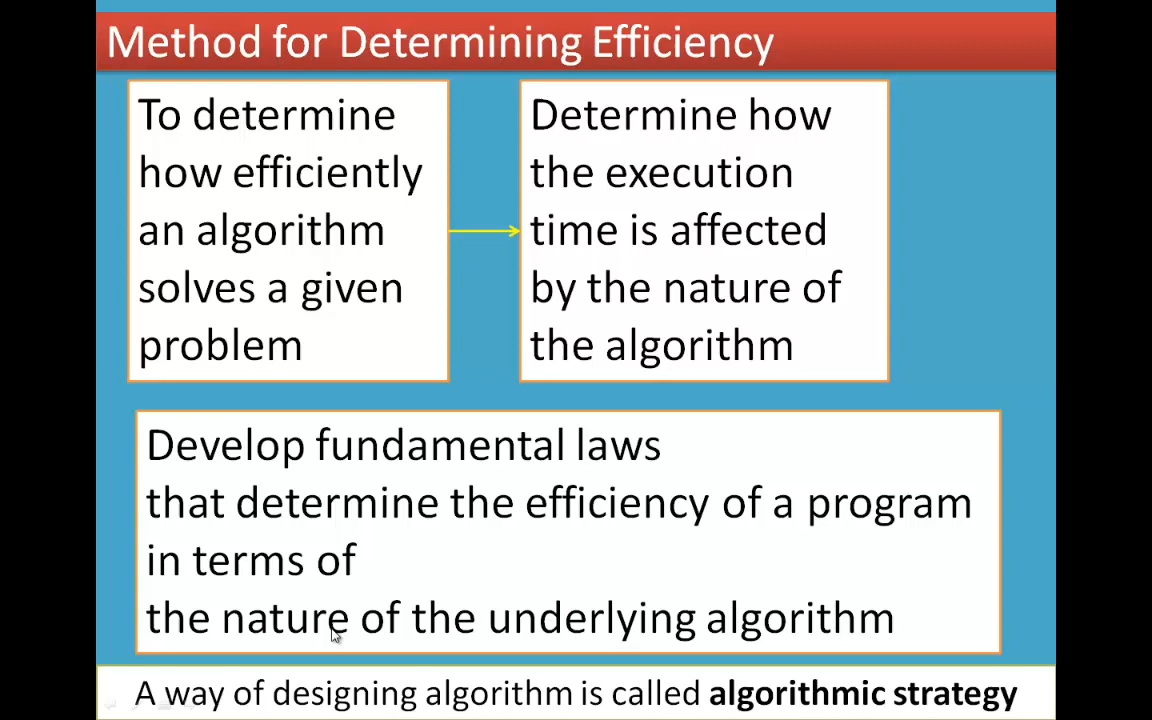 Method for Determining Efficiency
To determine
how efficiently
an algorithm
solves a given
problem
Determine how
the execution
time is affected
by the nature of
the algorithm
Develop fundamental laws
that determine the efficiency of a program
in terms of
the nature of the underlying algorithm
A way of designing algorithm is called algorithmic strategy